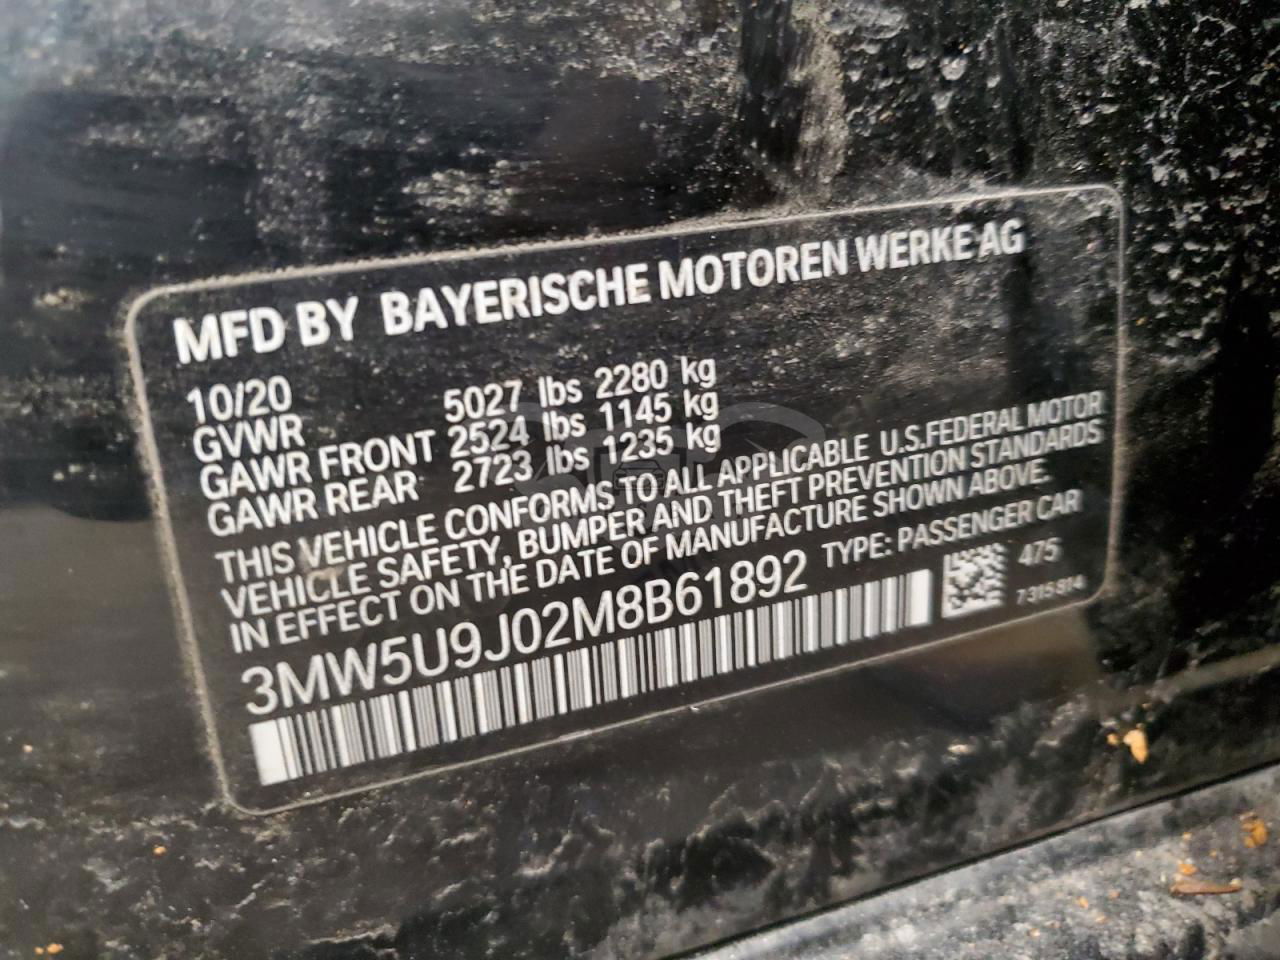 MFD BY BAYERISCHE MOTOREN WERKE AG
10/20
GVWR 5027 lbs 2280 kg
GAWR FRONT 2524 lbs 1145 kg
GAWR REAR 2723 lbs 1235 kg
THIS VEHICLE CONFORMS TO ALL APPLICABLE U.S.FEDERAL MOTOR
VEHICLE SAFETY, BUMPER AND THEFT PREVENTION STANDARDS
IN EFFECT ON THE DATE OF MANUFACTURE SHOWN ABOVE.
3MW5U9J02M8B61892 TYPE: PASSENGER CAR
475
7315814